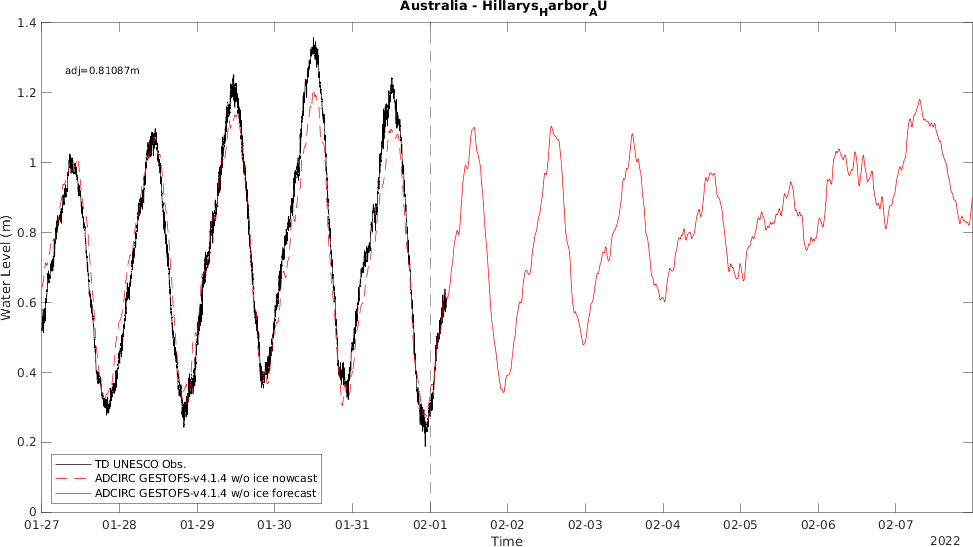 Australia - HillarysHarborAU
1.4
adj=0.81087m
1.2
1
0.8
Water Level (m)
0.6
0.4
0.2
TD UNESCO Obs.
ADCIRC GESTOFS-v4.1.4 w/o ice nowcast
ADCIRC GESTOFS-v4.1.4 w/o ice forecast
0
01-27 01-28 01-29 01-30 01-31 02-01 02-02 02-03 02-04 02-05 02-06 02-07
Time
2022